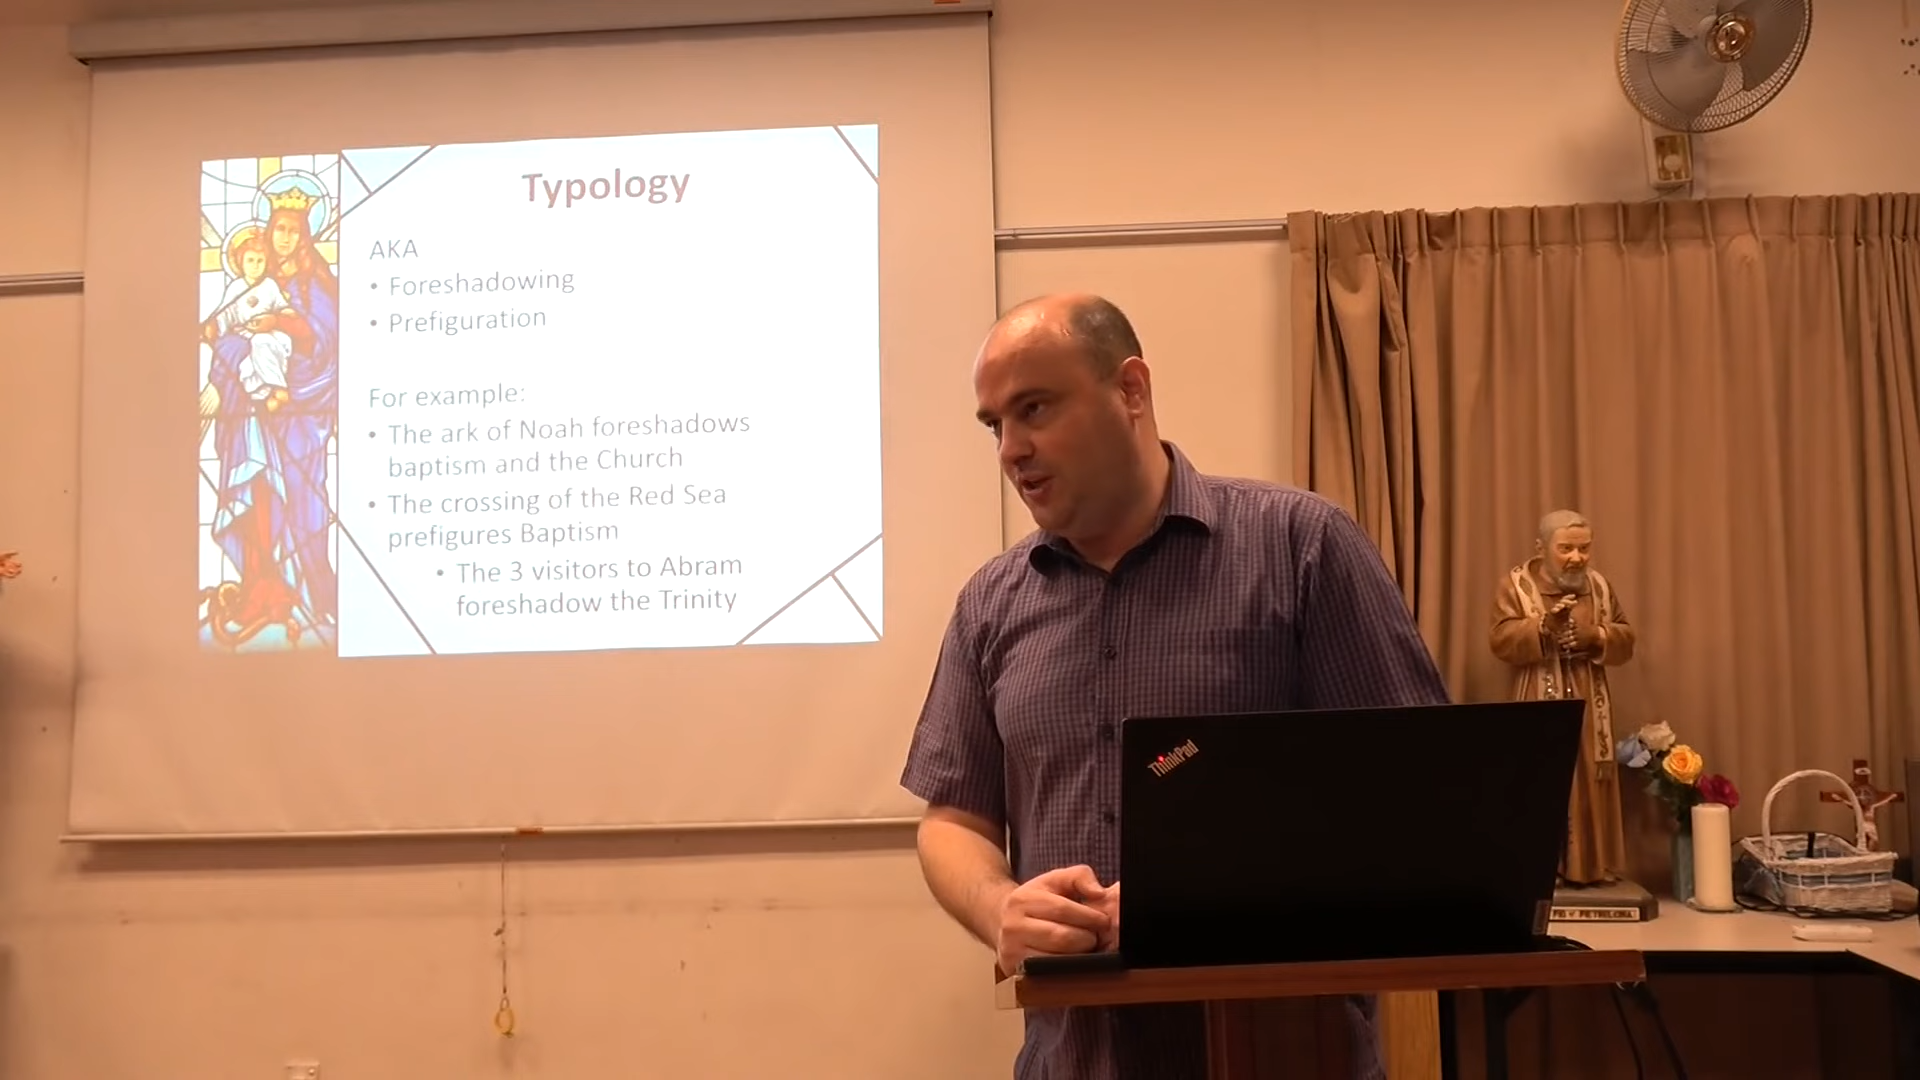 Typology
AKA
• Foreshadowing
• Prefiguration
For example:
• The ark of Noah foreshadows
baptism and the Church
• The crossing of the Red Sea
prefigures Baptism
• The 3 visitors to Abram
foreshadow the Trinity
ThinkPad